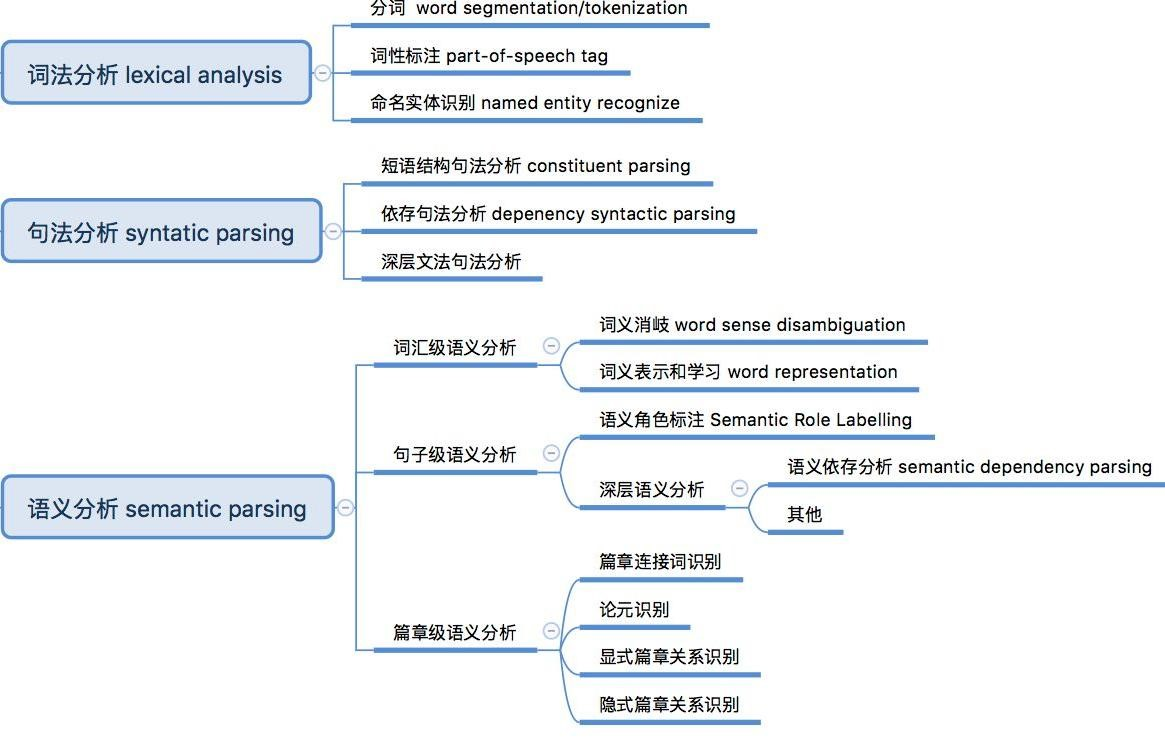 分词 word segmentation/tokenization
词法分析 lexical analysis
词性标注 part-of-speech tag
命名实体识别 named entity recognize
短语结构句法分析 constituent parsing
句法分析 syntatic parsing
依存句法分析 depenency syntactic parsing
深层文法句法分析
语义分析 semantic parsing
词汇级语义分析
词义消岐 word sense disambiguation
词义表示和学习 word representation
句子级语义分析
语义角色标注 Semantic Role Labelling
深层语义分析
语义依存分析 semantic dependency parsing
其他
篇章级语义分析
篇章连接词识别
论元识别
显式篇章关系识别
隐式篇章关系识别